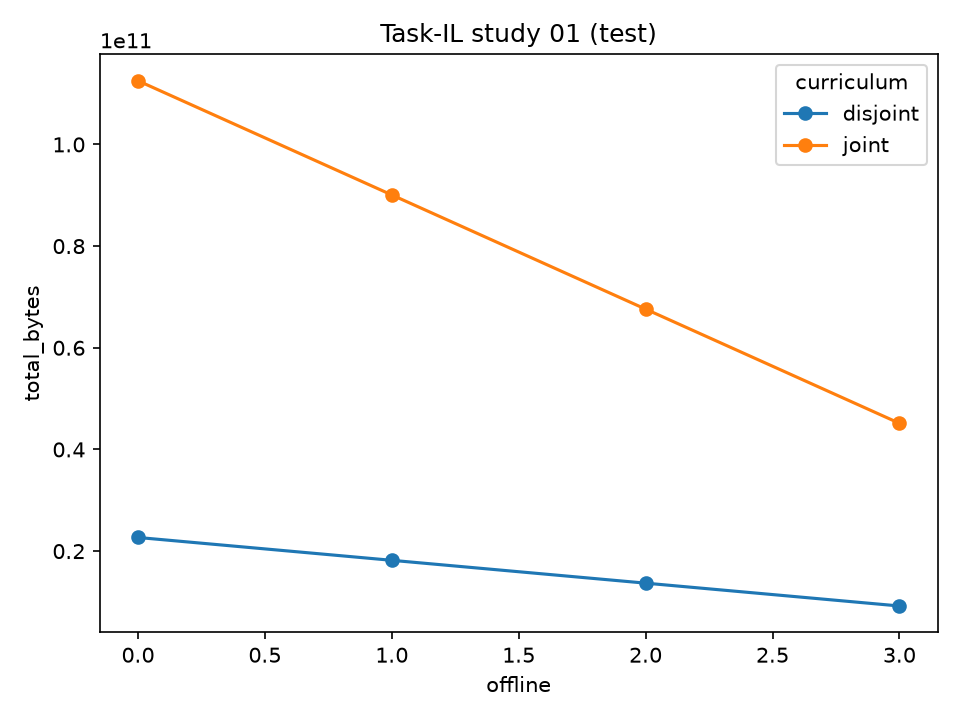 Task-IL study 01 (test)
1e11
curriculum
disjoint
joint
1.0
0.8
0.6
0.4
0.2
total_bytes
0.0 0.5 1.0 1.5 2.0 2.5 3.0
offline